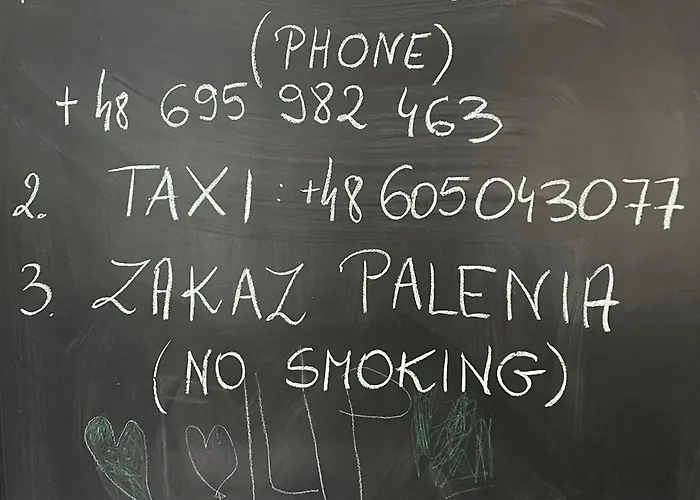 (PHONE)
+48 695 982 463
2. TAXI: +48 605043077
3. ZAKAZ PALENIA
(NO SMOKING)